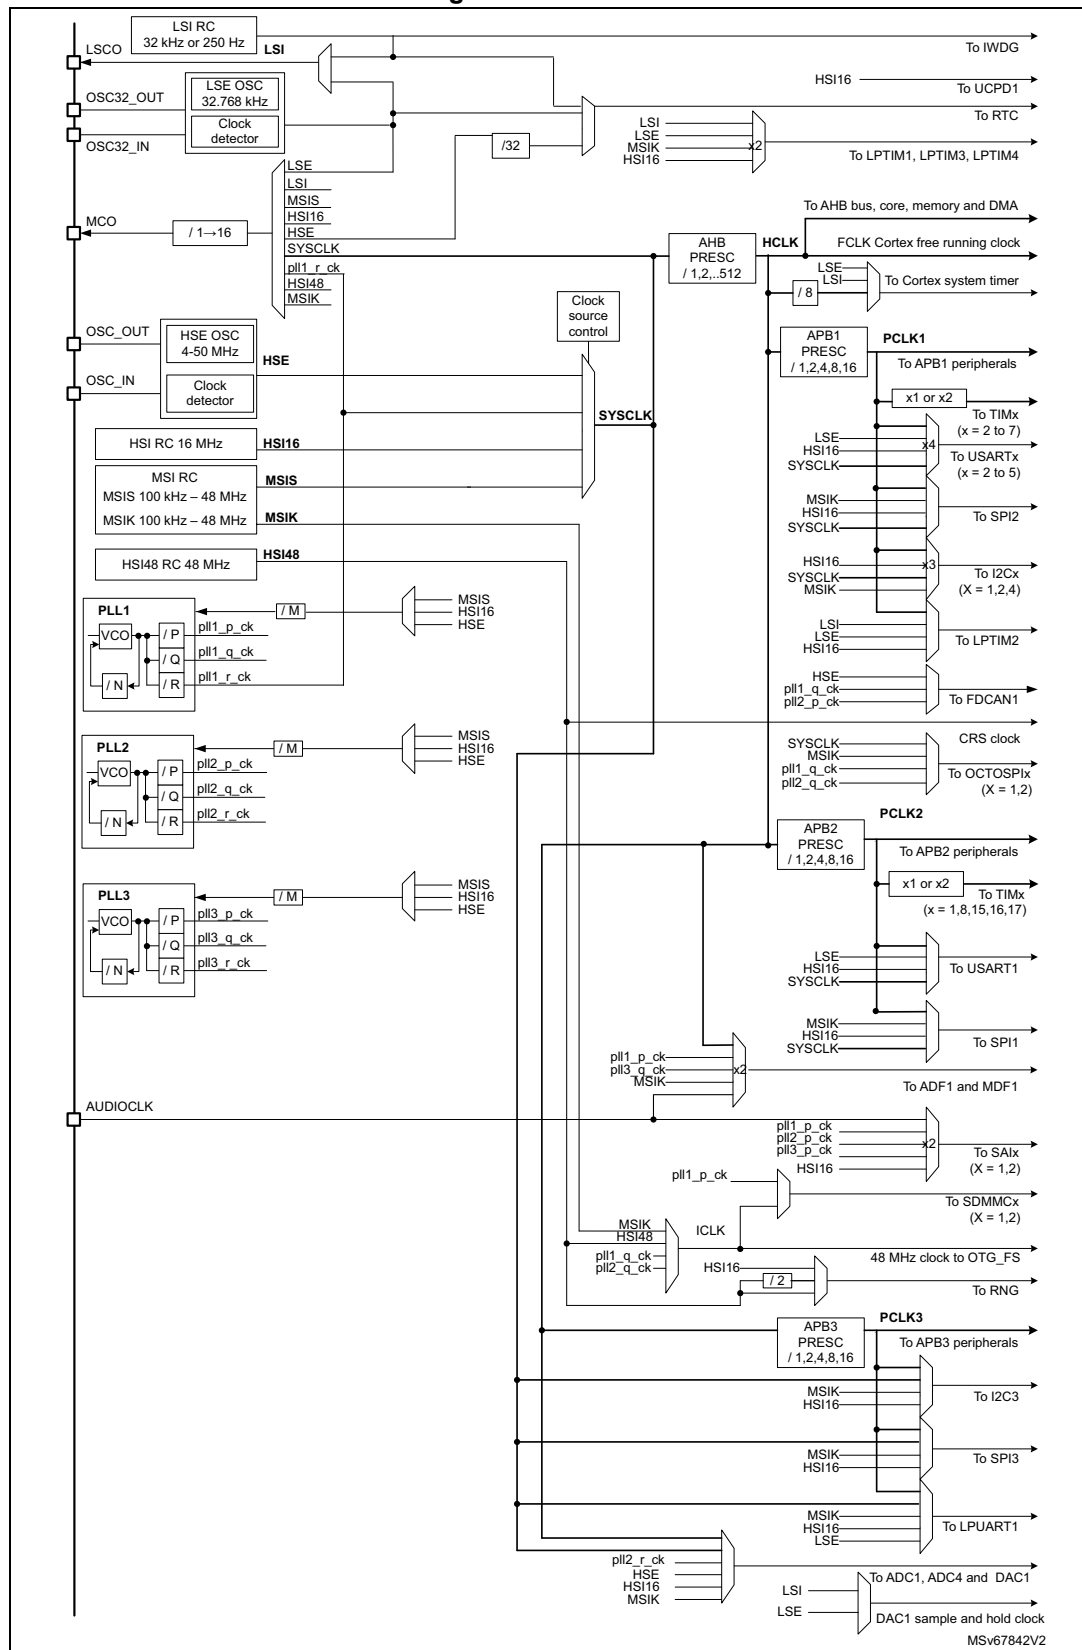 LSI RC
32 kHz or 250 Hz
LSCO
LSI
To IWDG
HSI16
To UCPD1
OSC32_OUT
LSE OSC
32.768 kHz
Clock
detector
OSC32_IN
To RTC
/32
LSI
LSE
MSIK
HSI16
x2
To LPTIM1, LPTIM3, LPTIM4
MCO
/ 1→16
LSE
LSI
MSIS
HSI16
HSE
SYSCLK
pll1_r_ck
HSI48
MSIK
To AHB bus, core, memory and DMA
AHB
PRESC
/ 1,2,..512
HCLK
FCLK Cortex free running clock
LSE
LSI
/ 8
To Cortex system timer
Clock
source
control
OSC_OUT
HSE OSC
4-50 MHz
HSE
OSC_IN
Clock
detector
SYSCLK
APB1
PRESC
/ 1,2,4,8,16
PCLK1
To APB1 peripherals
x1 or x2
To TIMx
(x = 2 to 7)
HSI RC 16 MHz
HSI16
LSE
HSI16
SYSCLK
x4
To USARTx
(x = 2 to 5)
MSI RC
MSIS 100 kHz – 48 MHz
MSIK 100 kHz – 48 MHz
MSIS
MSIK
MSIK
HSI16
SYSCLK
To SPI2
HSI48 RC 48 MHz
HSI48
HSI16
SYSCLK
MSIK
x3
To I2Cx
(X = 1,2,4)
PLL1
VCO
/ N
/ P
/ Q
/ R
pll1_p_ck
pll1_q_ck
pll1_r_ck
/ M
MSIS
HSI16
HSE
LSI
LSE
HSI16
To LPTIM2
HSE
pll1_q_ck
pll2_p_ck
To FDCAN1
CRS clock
PLL2
VCO
/ N
/ P
/ Q
/ R
pll2_p_ck
pll2_q_ck
pll2_r_ck
/ M
MSIS
HSI16
HSE
SYSCLK
MSIK
pll1_q_ck
pll2_q_ck
To OCTOSPIx
(X = 1,2)
APB2
PRESC
/ 1,2,4,8,16
PCLK2
To APB2 peripherals
x1 or x2
To TIMx
(x = 1,8,15,16,17)
PLL3
VCO
/ N
/ P
/ Q
/ R
pll3_p_ck
pll3_q_ck
pll3_r_ck
/ M
MSIS
HSI16
HSE
LSE
HSI16
SYSCLK
To USART1
MSIK
HSI16
SYSCLK
To SPI1
pll1_p_ck
pll3_q_ck
MSIK
x2
To ADF1 and MDF1
AUDIOCLK
pll1_p_ck
pll2_p_ck
pll3_p_ck
HSI16
x2
To SAIx
(X = 1,2)
pll1_p_ck
To SDMMCx
(X = 1,2)
MSIK
HSI48
pll1_q_ck
pll2_q_ck
ICLK
48 MHz clock to OTG_FS
HSI16
/ 2
To RNG
APB3
PRESC
/ 1,2,4,8,16
PCLK3
To APB3 peripherals
MSIK
HSI16
To I2C3
MSIK
HSI16
To SPI3
MSIK
HSI16
LSE
To LPUART1
pll2_r_ck
HSE
HSI16
MSIK
To ADC1, ADC4 and DAC1
LSI
LSE
DAC1 sample and hold clock
MSv67842V2